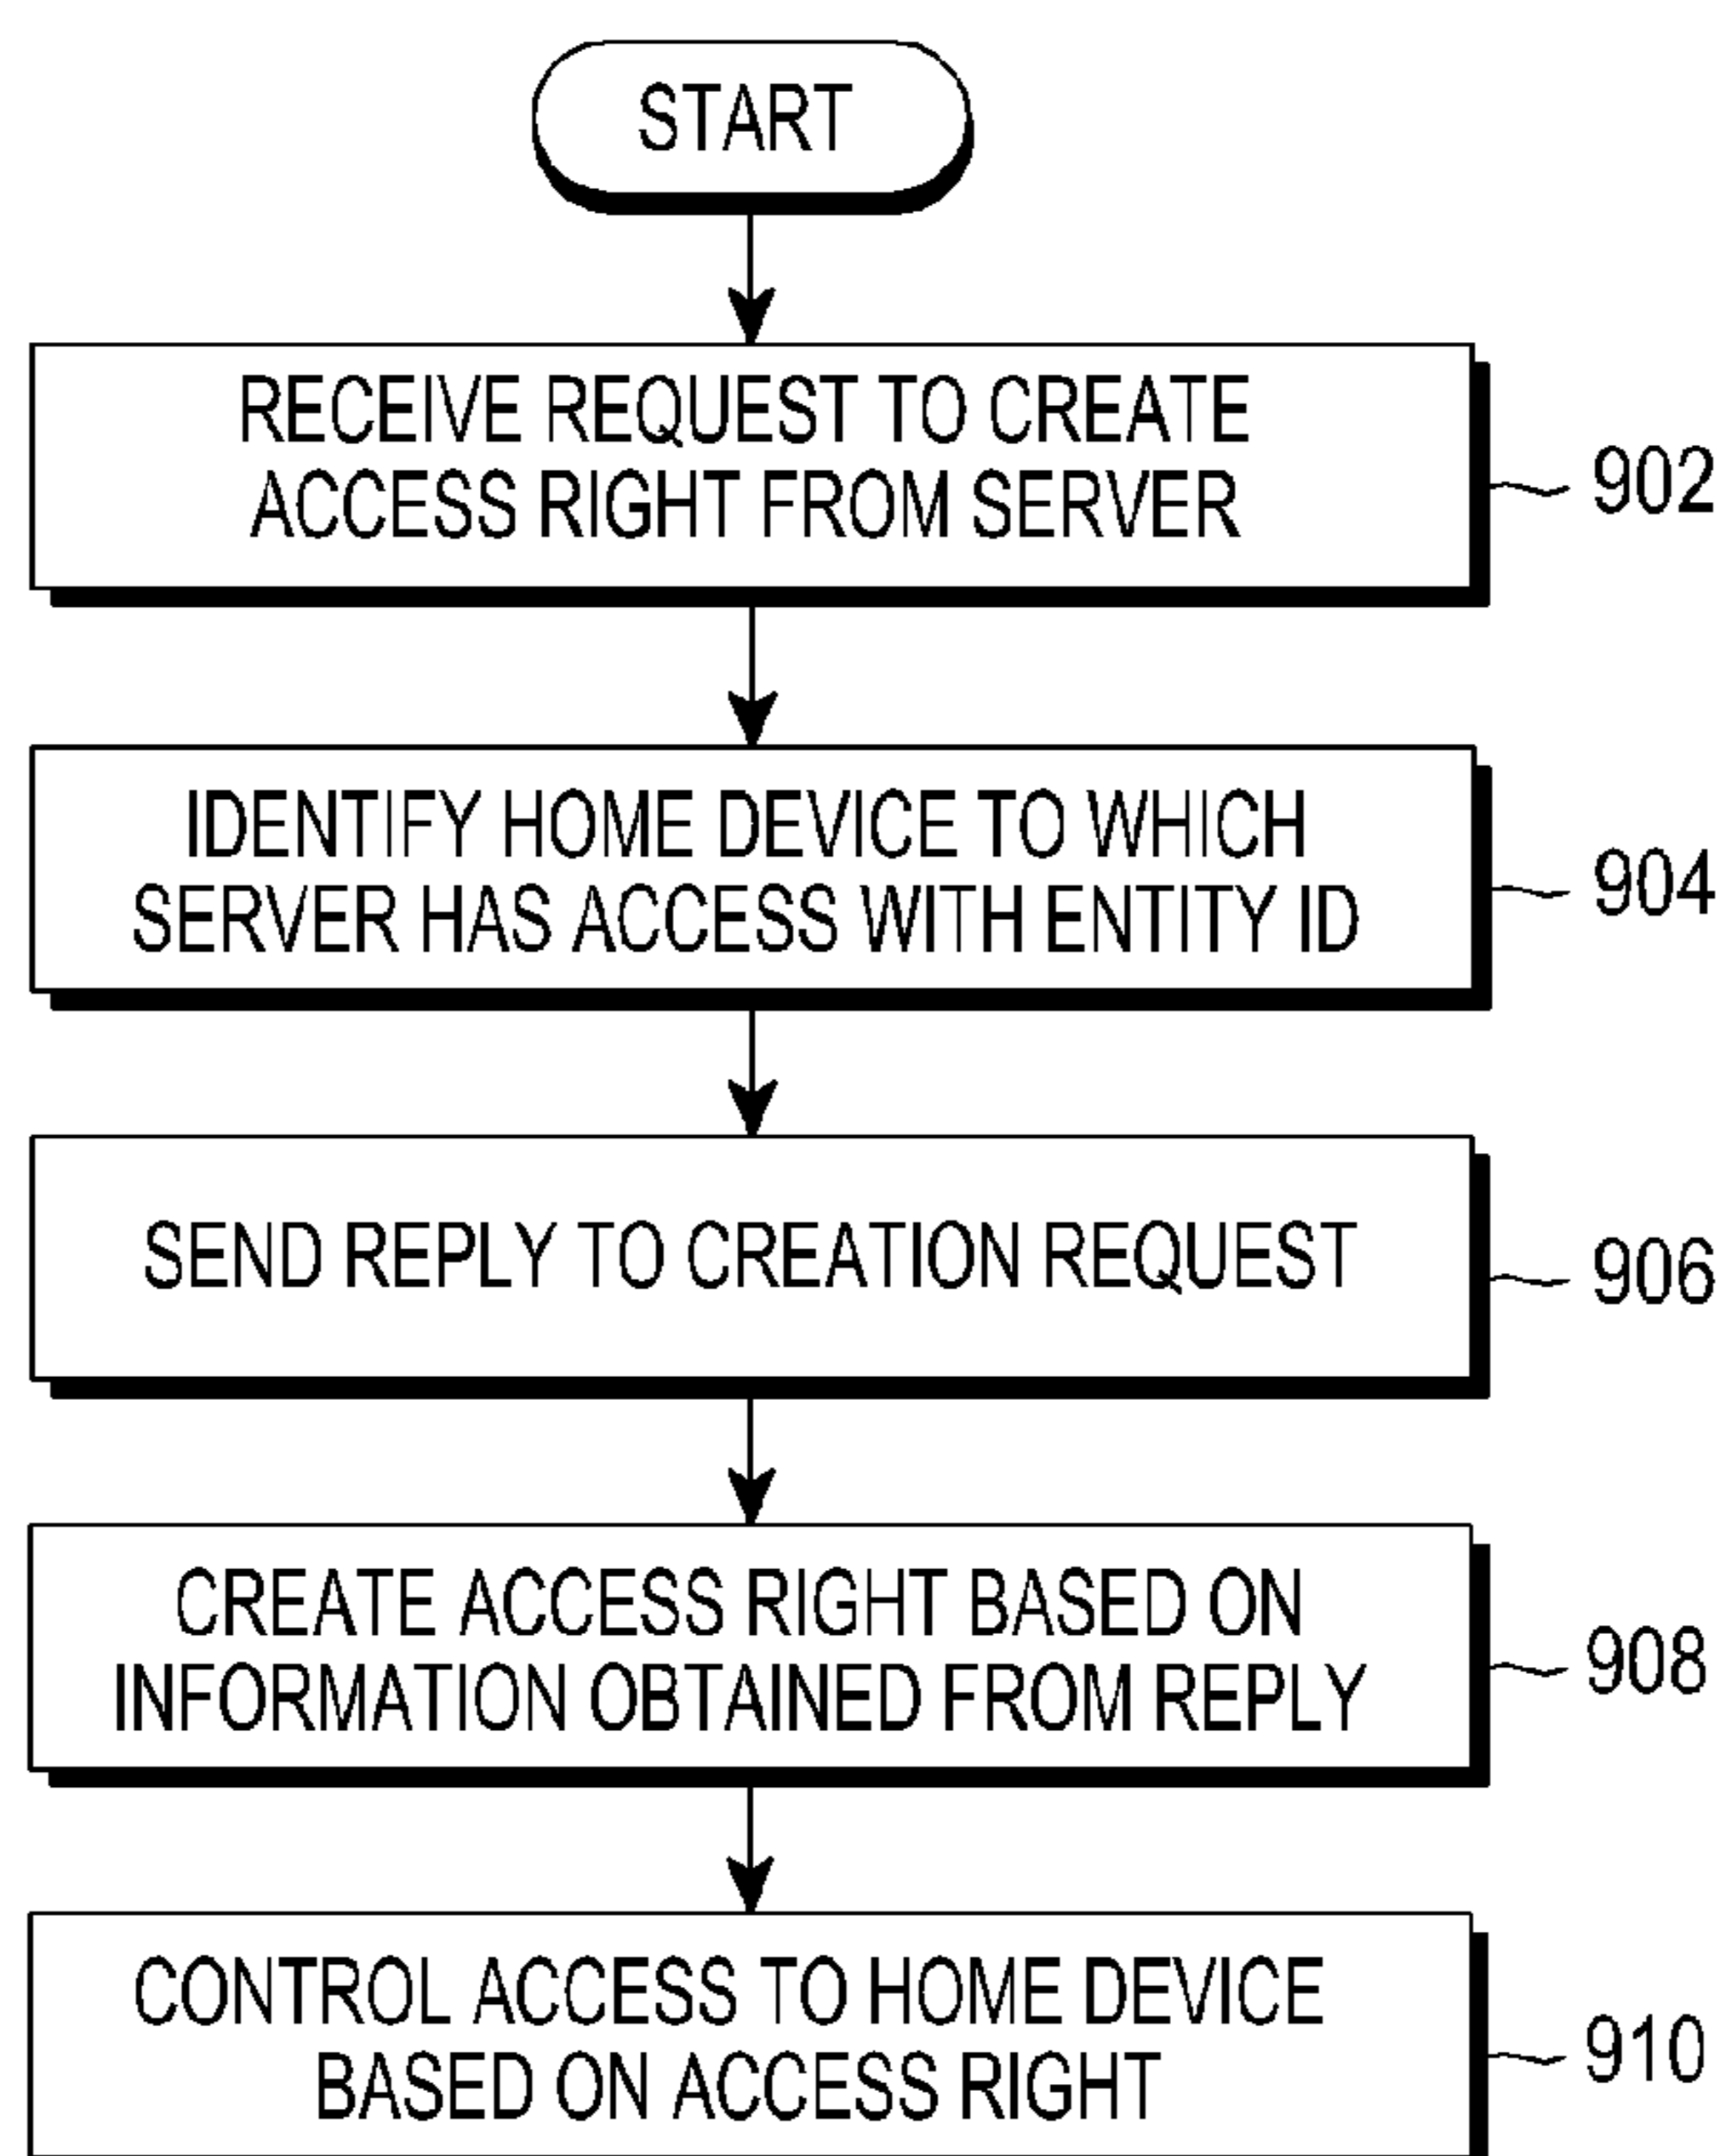 START
RECEIVE REQUEST TO CREATE
ACCESS RIGHT FROM SERVER
902
IDENTIFY HOME DEVICE TO WHICH
SERVER HAS ACCESS WITH ENTITY ID
904
SEND REPLY TO CREATION REQUEST
906
CREATE ACCESS RIGHT BASED ON
INFORMATION OBTAINED FROM REPLY
908
CONTROL ACCESS TO HOME DEVICE
BASED ON ACCESS RIGHT
910